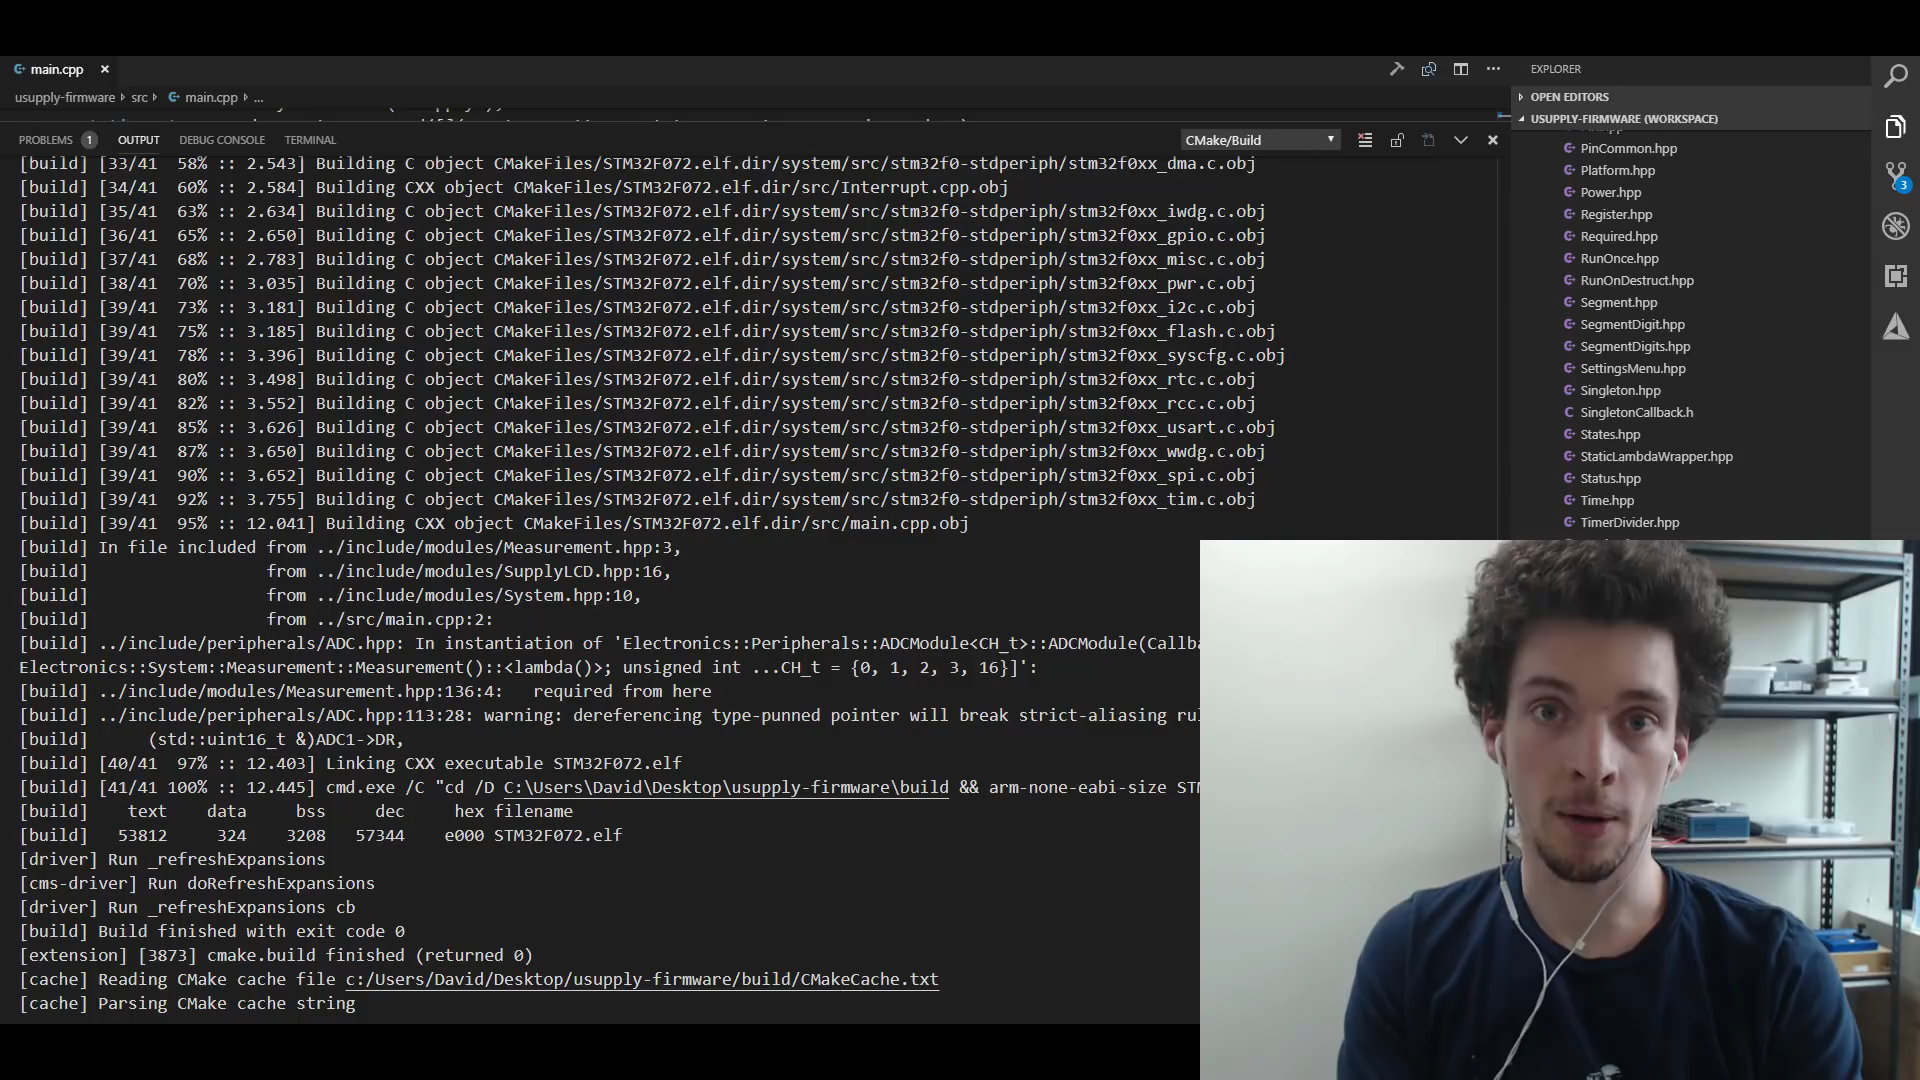 main.cpp
EXPLORER
usupply-firmware src main.cpp ...
OPEN EDITORS
USUPPLY-FIRMWARE (WORKSPACE)
PROBLEMS 1 OUTPUT DEBUG CONSOLE TERMINAL CMake/Build
[build] [33/41  58% :: 2.543] Building C object CMakeFiles/STM32F072.elf.dir/system/src/stm32f0-stdperiph/stm32f0xx_dma.c.obj
[build] [34/41  60% :: 2.584] Building CXX object CMakeFiles/STM32F072.elf.dir/src/Interrupt.cpp.obj
[build] [35/41  63% :: 2.634] Building C object CMakeFiles/STM32F072.elf.dir/system/src/stm32f0-stdperiph/stm32f0xx_iwdg.c.obj
[build] [36/41  65% :: 2.650] Building C object CMakeFiles/STM32F072.elf.dir/system/src/stm32f0-stdperiph/stm32f0xx_gpio.c.obj
[build] [37/41  68% :: 2.783] Building C object CMakeFiles/STM32F072.elf.dir/system/src/stm32f0-stdperiph/stm32f0xx_misc.c.obj
[build] [38/41  70% :: 3.035] Building C object CMakeFiles/STM32F072.elf.dir/system/src/stm32f0-stdperiph/stm32f0xx_pwr.c.obj
[build] [39/41  73% :: 3.181] Building C object CMakeFiles/STM32F072.elf.dir/system/src/stm32f0-stdperiph/stm32f0xx_i2c.c.obj
[build] [39/41  75% :: 3.185] Building C object CMakeFiles/STM32F072.elf.dir/system/src/stm32f0-stdperiph/stm32f0xx_flash.c.obj
[build] [39/41  78% :: 3.396] Building C object CMakeFiles/STM32F072.elf.dir/system/src/stm32f0-stdperiph/stm32f0xx_syscfg.c.obj
[build] [39/41  80% :: 3.498] Building C object CMakeFiles/STM32F072.elf.dir/system/src/stm32f0-stdperiph/stm32f0xx_rtc.c.obj
[build] [39/41  82% :: 3.552] Building C object CMakeFiles/STM32F072.elf.dir/system/src/stm32f0-stdperiph/stm32f0xx_rcc.c.obj
[build] [39/41  85% :: 3.626] Building C object CMakeFiles/STM32F072.elf.dir/system/src/stm32f0-stdperiph/stm32f0xx_usart.c.obj
[build] [39/41  87% :: 3.650] Building C object CMakeFiles/STM32F072.elf.dir/system/src/stm32f0-stdperiph/stm32f0xx_wwdg.c.obj
[build] [39/41  90% :: 3.652] Building C object CMakeFiles/STM32F072.elf.dir/system/src/stm32f0-stdperiph/stm32f0xx_spi.c.obj
[build] [39/41  92% :: 3.755] Building C object CMakeFiles/STM32F072.elf.dir/system/src/stm32f0-stdperiph/stm32f0xx_tim.c.obj
[build] [39/41  95% :: 12.041] Building CXX object CMakeFiles/STM32F072.elf.dir/src/main.cpp.obj
[build] In file included from ../include/modules/Measurement.hpp:3,
[build]                  from ../include/modules/SupplyLCD.hpp:16,
[build]                  from ../include/modules/System.hpp:10,
[build]                  from ../src/main.cpp:2:
[build] ../include/peripherals/ADC.hpp: In instantiation of 'Electronics::Peripherals::ADCModule<CH_t>::ADCModule(Callba
Electronics::System::Measurement::Measurement()::<lambda()>; unsigned int ...CH_t = {0, 1, 2, 3, 16}]':
[build] ../include/modules/Measurement.hpp:136:4:   required from here
[build] ../include/peripherals/ADC.hpp:113:28: warning: dereferencing type-punned pointer will break strict-aliasing rul
[build]      (std::uint16_t &)ADC1->DR,
[build] [40/41  97% :: 12.403] Linking CXX executable STM32F072.elf
[build] [41/41 100% :: 12.445] cmd.exe /C "cd /D C:\Users\David\Desktop\usupply-firmware\build && arm-none-eabi-size STM
[build]    text    data     bss     dec     hex filename
[build]   53812     324    3208   57344    e000 STM32F072.elf
[driver] Run _refreshExpansions
[cms-driver] Run doRefreshExpansions
[driver] Run _refreshExpansions cb
[build] Build finished with exit code 0
[extension] [3873] cmake.build finished (returned 0)
[cache] Reading CMake cache file c:/Users/David/Desktop/usupply-firmware/build/CMakeCache.txt
[cache] Parsing CMake cache string
PinCommon.hpp
Platform.hpp
Power.hpp
Register.hpp
Required.hpp
RunOnce.hpp
RunOnDestruct.hpp
Segment.hpp
SegmentDigit.hpp
SegmentDigits.hpp
SettingsMenu.hpp
Singleton.hpp
SingletonCallback.h
States.hpp
StaticLambdaWrapper.hpp
Status.hpp
Time.hpp
TimerDivider.hpp
3